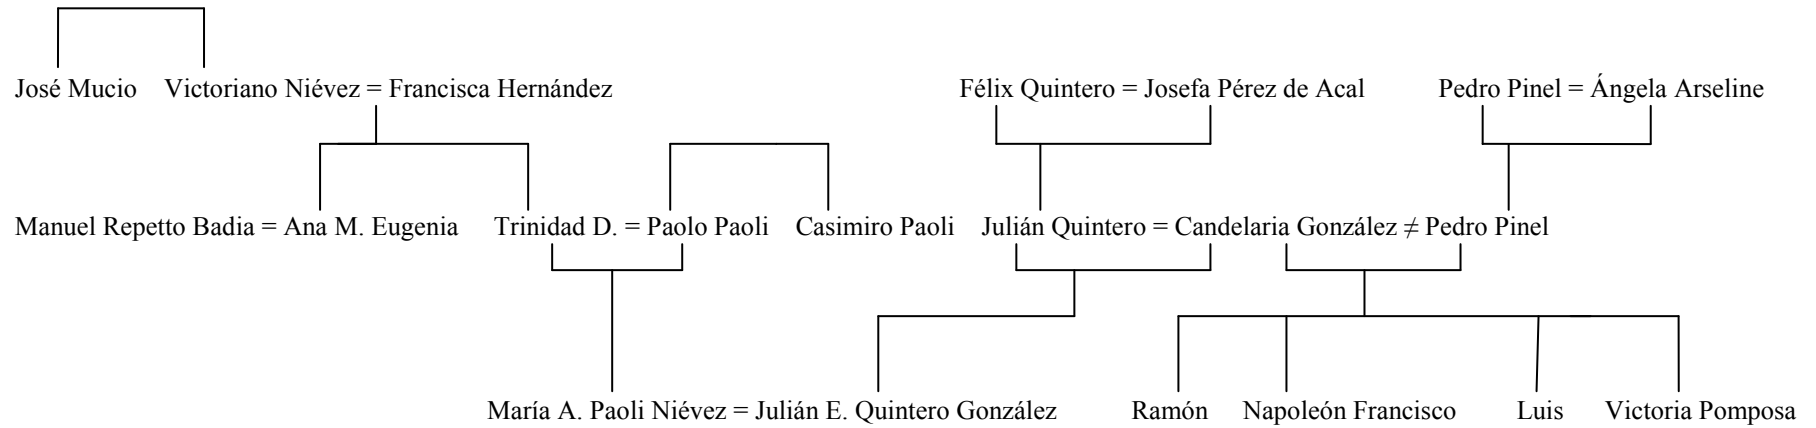 José Mucio Victoriano Niévez = Francisca Hernández Félix Quintero = Josefa Pérez de Acal Pedro Pinel = Ángela Arseline
Manuel Repetto Badia = Ana M. Eugenia Trinidad D. = Paolo Paoli Casimiro Paoli Julián Quintero = Candelaria González ≠ Pedro Pinel
María A. Paoli Niévez = Julián E. Quintero González Ramón Napoleón Francisco Luis Victoria Pomposa